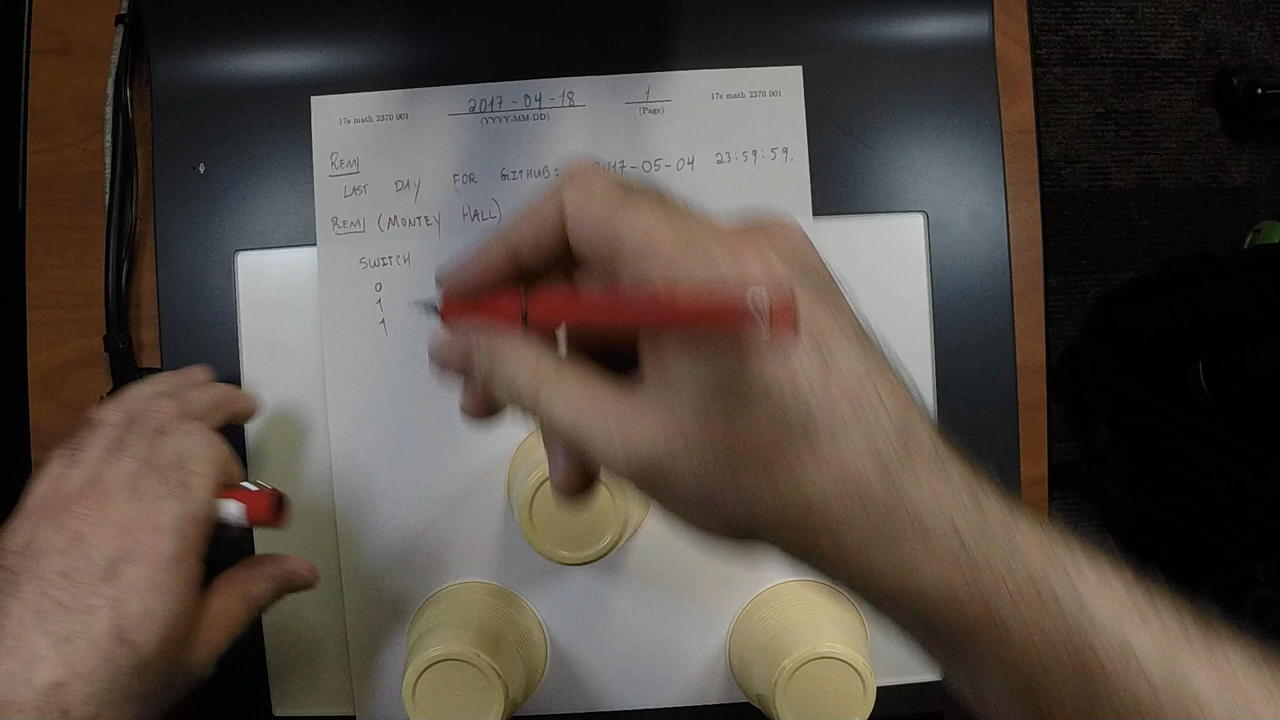 17s math 2370 001 2017-04-18 1 17s math 2370 001
(YYYY-MM-DD) (Page)
REM
LAST DAY FOR GITHUB: 2017-05-04 23:59:59.
REM (MONTEY HALL)
SWITCH
0
1
1